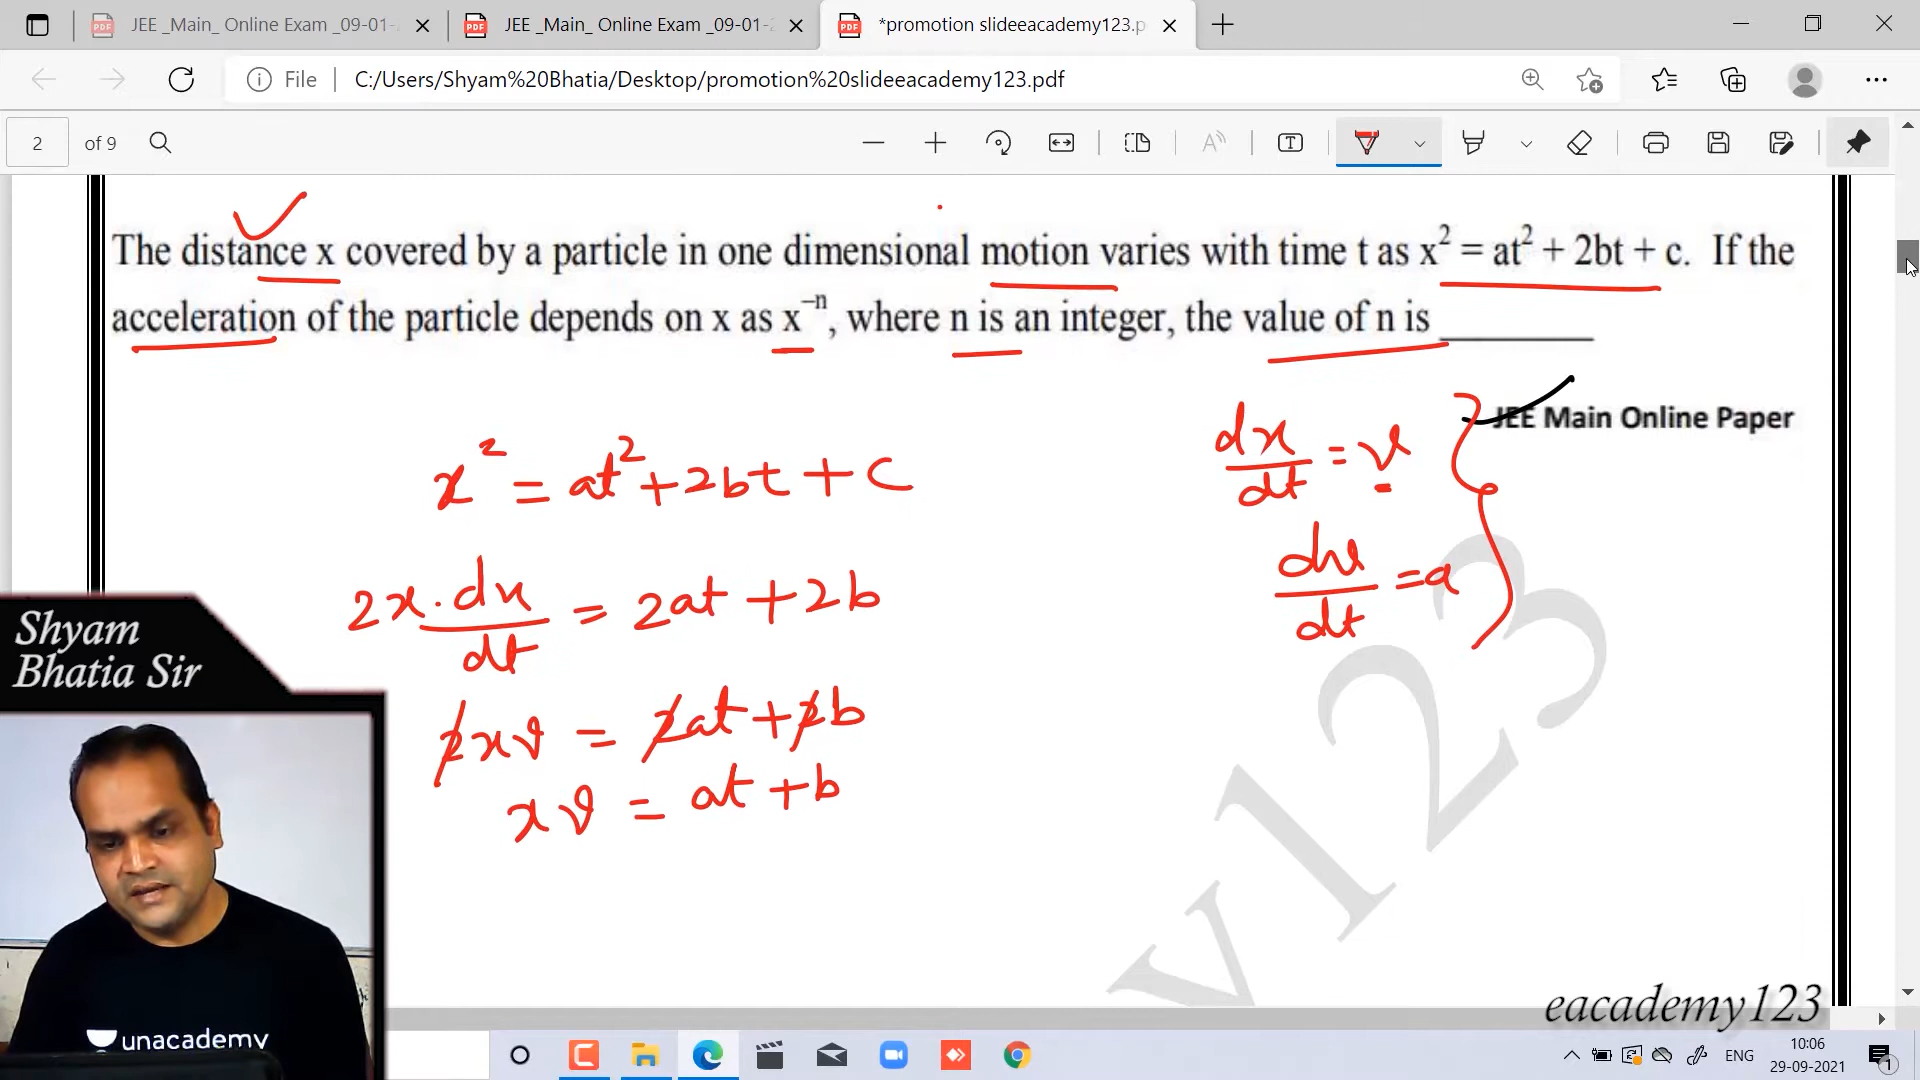 JEE _Main_ Online Exam _09-01-
JEE _Main_ Online Exam _09-01-2
*promotion slideeacademy123.p
File
C:/Users/Shyam%20Bhatia/Desktop/promotion%20slideeacademy123.pdf
2 of 9
The distance x covered by a particle in one dimensional motion varies with time t as x² = at² + 2bt + c. If the
acceleration of the particle depends on x as x⁻ⁿ, where n is an integer, the value of n is ________
JEE Main Online Paper
x² = at² + 2bt + c
dx/dt = v
2x.dx/dt = 2at + 2b
dv/dt = a
2xv = 2at + 2b
xv = at + b
Shyam
Bhatia Sir
unacademy
v123
eacademy123
ENG
10:06
29-09-2021
1